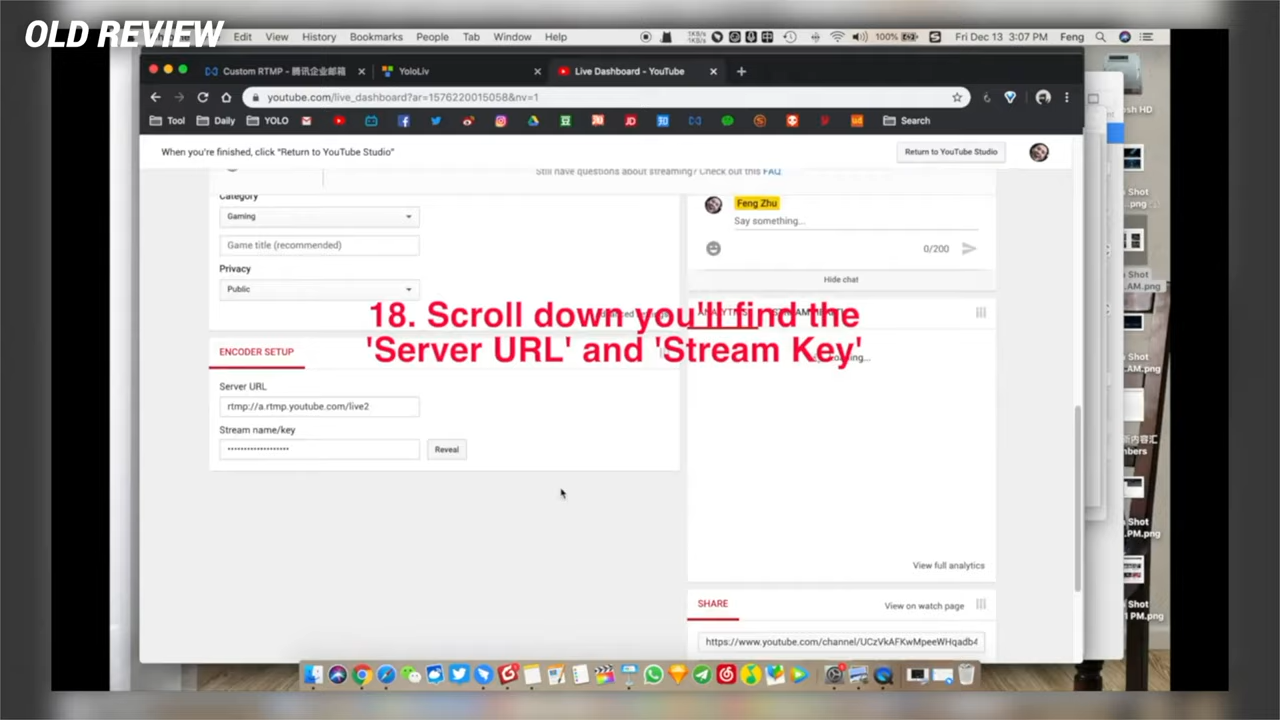 OLD REVIEW
Edit View History Bookmarks People Tab Window Help
1KB/s
100%
Fri Dec 13 3:07 PM Feng
Custom RTMP - 腾讯企业邮箱
YoloLiv
Live Dashboard - YouTube
youtube.com/live_dashboard?ar=1576220015058&nv=1
Tool
Daily
YOLO
Search
When you're finished, click "Return to YouTube Studio"
Return to YouTube Studio
Still have questions about streaming? Check out this FAQ
Category
Gaming
Game title (recommended)
Privacy
Public
Feng Zhu
Say something...
0/200
Hide chat
18. Scroll down you'll find the
'Server URL' and 'Stream Key'
ENCODER SETUP
Server URL
rtmp://a.rtmp.youtube.com/live2
Stream name/key
••••••••••••••••••••
Reveal
View full analytics
SHARE
View on watch page
https://www.youtube.com/channel/UCzVkAFKwMpeeWHqadb4
Shot
Shot
Shot
Shot
Shot